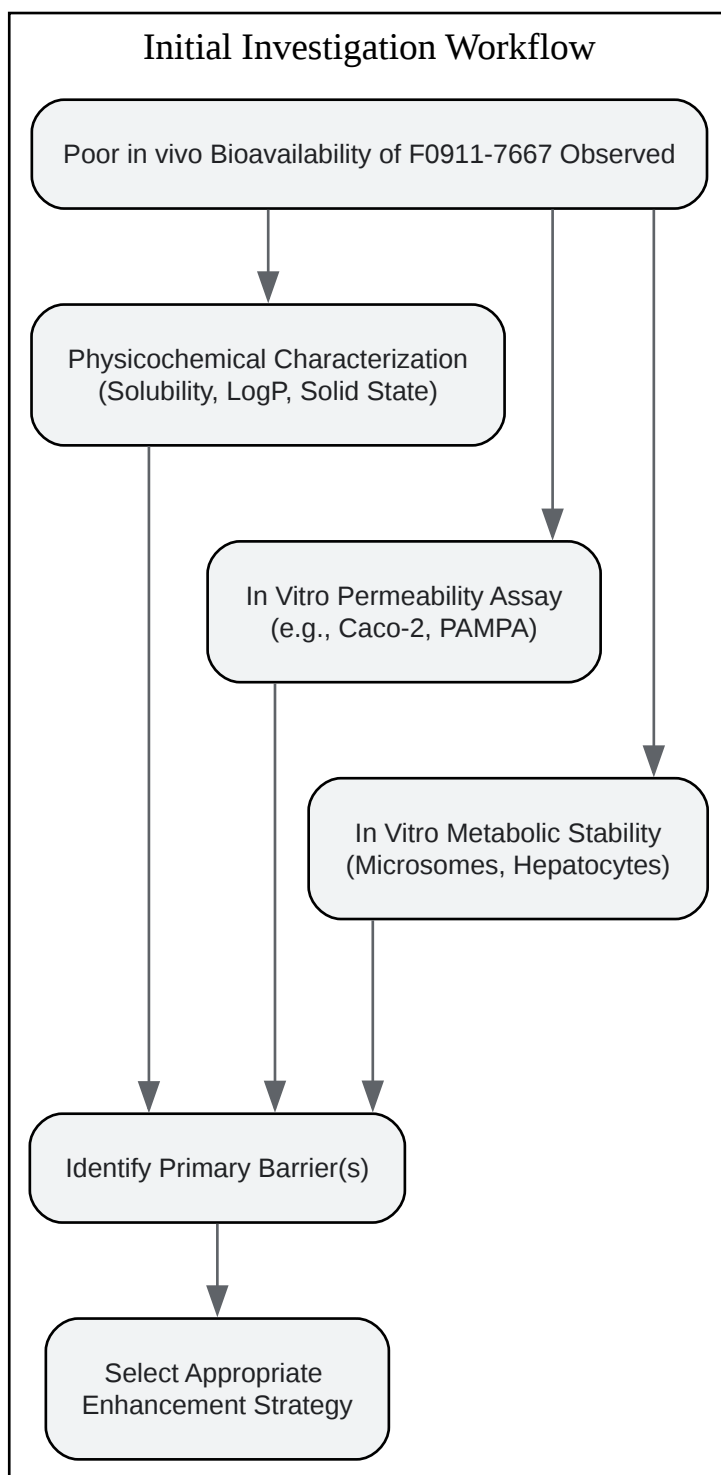 Initial Investigation Workflow
Poor in vivo Bioavailability of F0911-7667 Observed
Physicochemical Characterization
(Solubility, LogP, Solid State)
In Vitro Permeability Assay
(e.g., Caco-2, PAMPA)
In Vitro Metabolic Stability
(Microsomes, Hepatocytes)
Identify Primary Barrier(s)
Select Appropriate
Enhancement Strategy